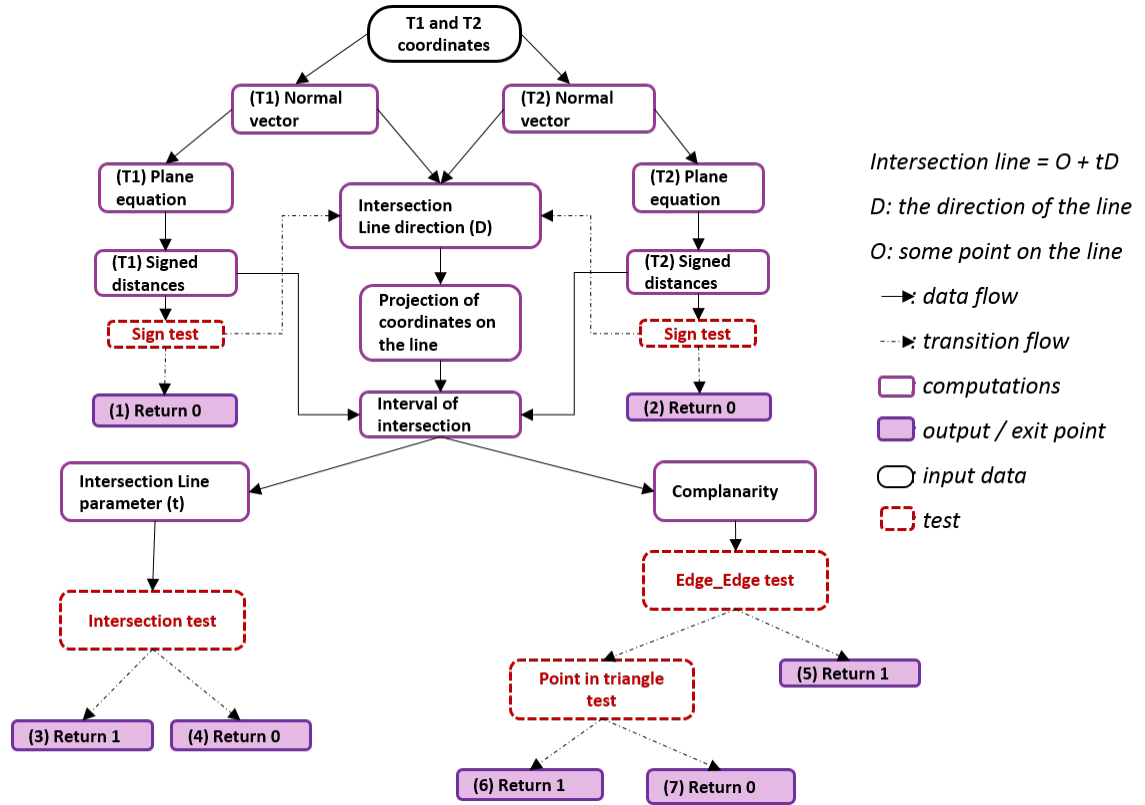 T1 and T2
coordinates
(T1) Normal
vector
(T2) Normal
vector
(T1) Plane
equation
Intersection
Line direction (D)
(T2) Plane
equation
(T1) Signed
distances
(T2) Signed
distances
Projection of
coordinates on
the line
Sign test
Sign test
(1) Return 0
Interval of
intersection
(2) Return 0
Intersection Line
parameter (t)
Complanarity
Intersection test
Edge_Edge test
Point in triangle
test
(5) Return 1
(3) Return 1
(4) Return 0
(6) Return 1
(7) Return 0
Intersection line = O + tD
D: the direction of the line
O: some point on the line
: data flow
: transition flow
: computations
: output / exit point
: input data
: test